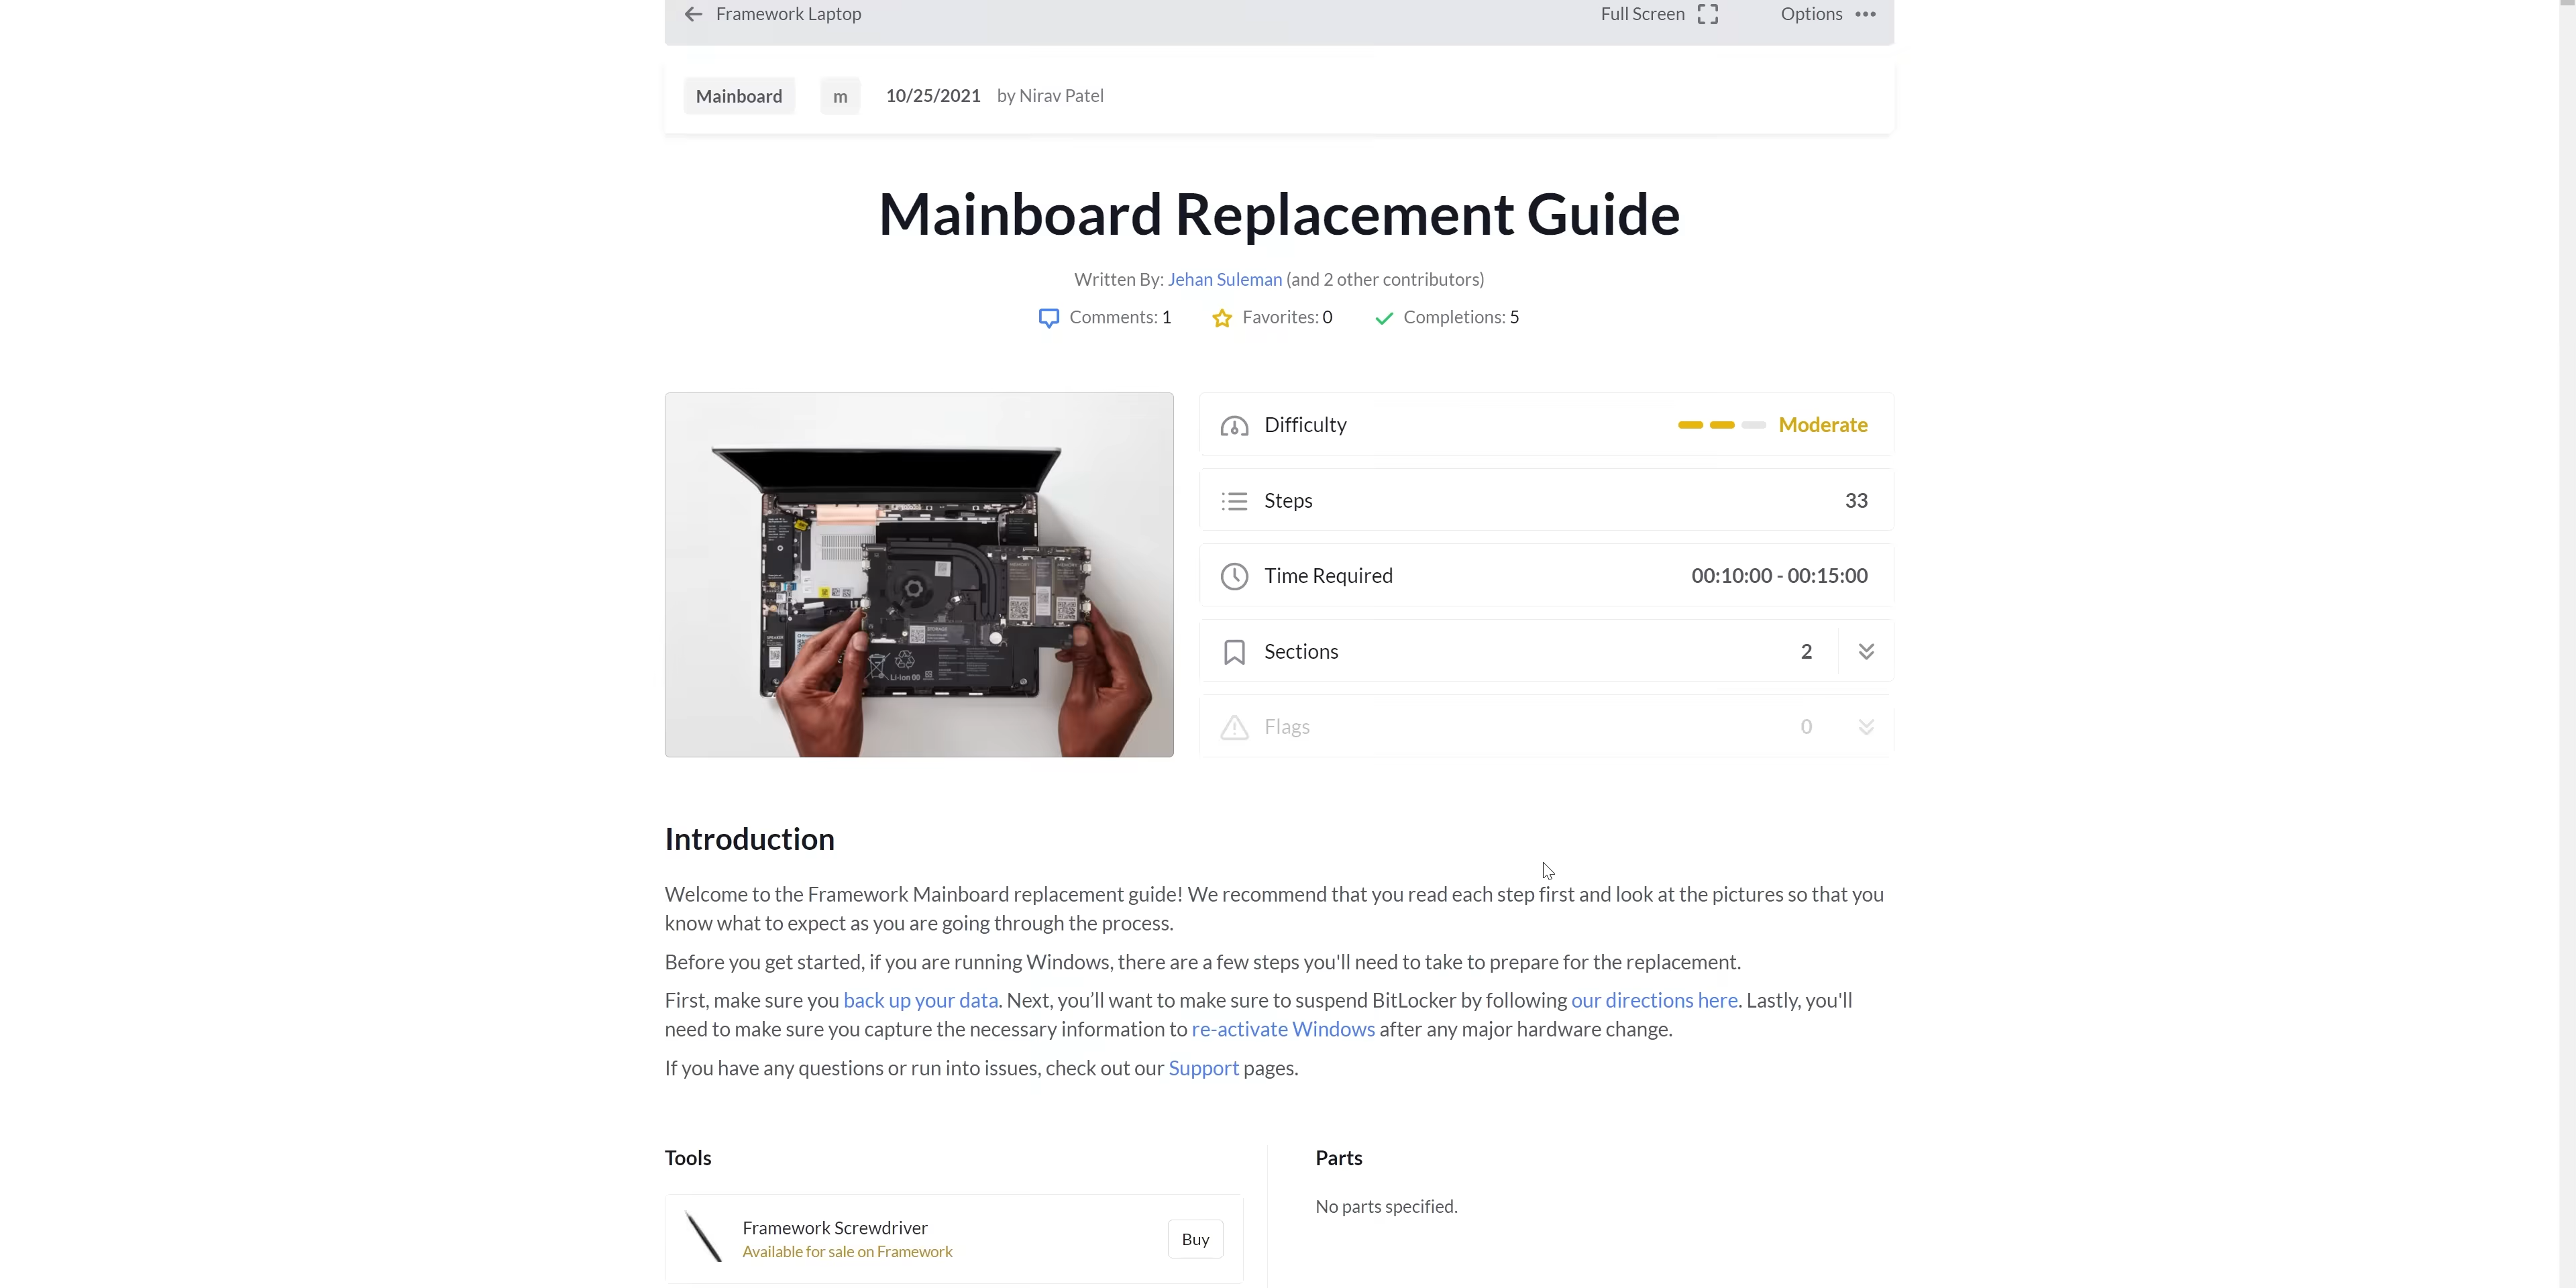 Framework Laptop
Full Screen
Options
Mainboard
m
10/25/2021 by Nirav Patel
Mainboard Replacement Guide
Written By: Jehan Suleman (and 2 other contributors)
Comments: 1
Favorites: 0
Completions: 5
Difficulty
Moderate
Steps
33
Time Required
00:10:00 - 00:15:00
Sections
2
Flags
0
Li-Ion 00
Introduction
Welcome to the Framework Mainboard replacement guide! We recommend that you read each step first and look at the pictures so that you
know what to expect as you are going through the process.
Before you get started, if you are running Windows, there are a few steps you'll need to take to prepare for the replacement.
First, make sure you back up your data. Next, you’ll want to make sure to suspend BitLocker by following our directions here. Lastly, you'll
need to make sure you capture the necessary information to re-activate Windows after any major hardware change.
If you have any questions or run into issues, check out our Support pages.
Tools
Parts
Framework Screwdriver
Available for sale on Framework
Buy
No parts specified.